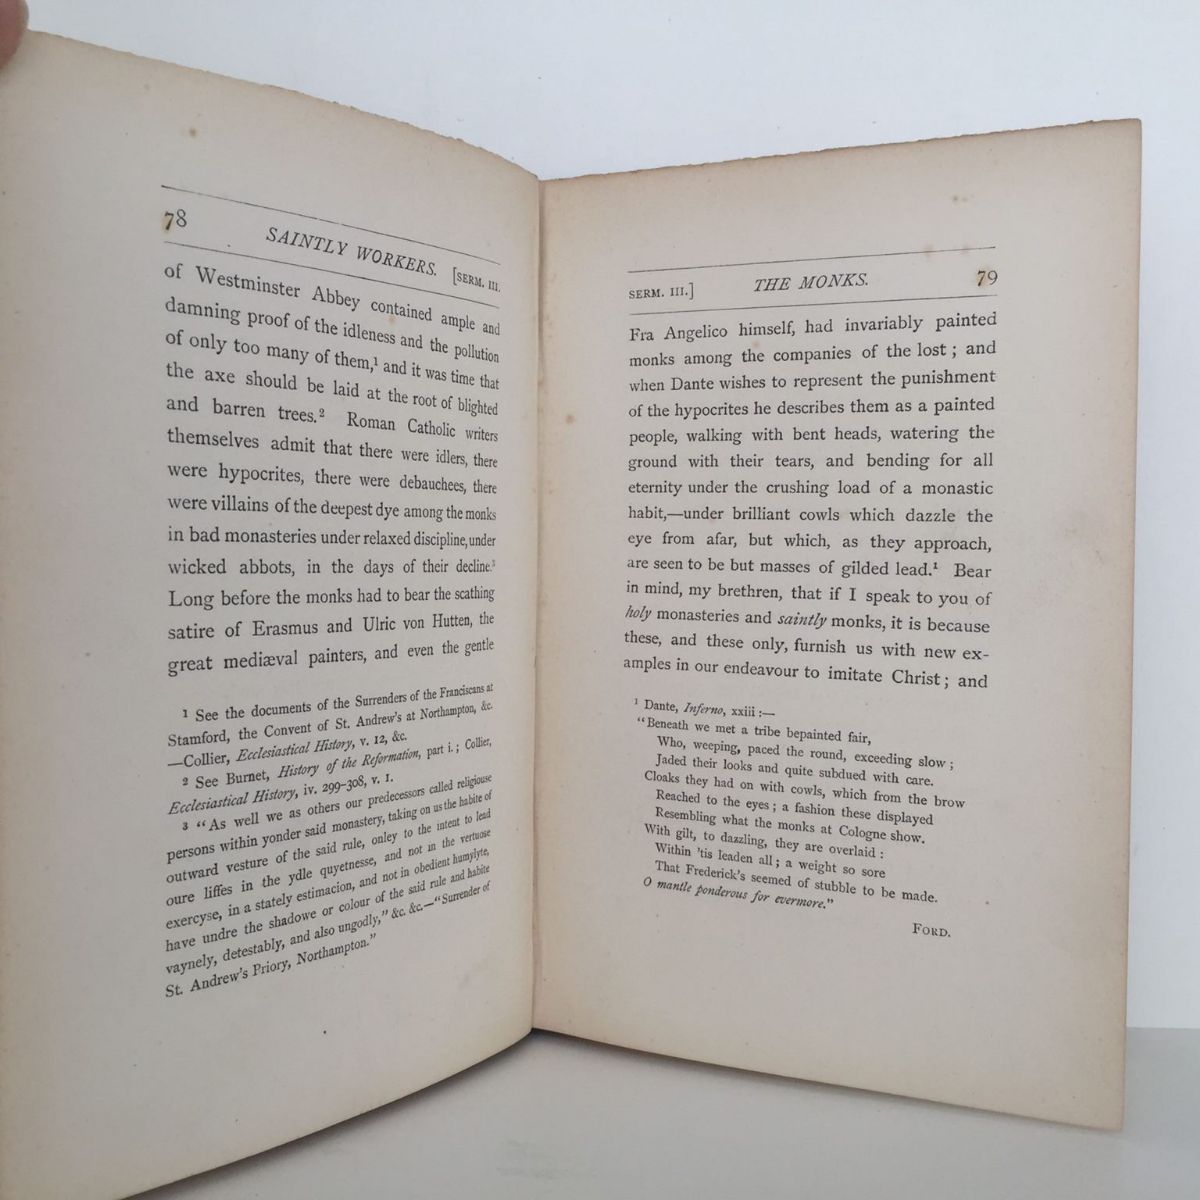 78 SAINTLY WORKERS. [SERM. III.
of Westminster Abbey contained ample and
damning proof of the idleness and the pollution
of only too many of them,¹ and it was time that
the axe should be laid at the root of blighted
and barren trees.² Roman Catholic writers
themselves admit that there were idlers, there
were hypocrites, there were debauchees, there
were villains of the deepest dye among the monks
in bad monasteries under relaxed discipline, under
wicked abbots, in the days of their decline.³
Long before the monks had to bear the scathing
satire of Erasmus and Ulric von Hutten, the
great mediæval painters, and even the gentle
¹ See the documents of the Surrenders of the Franciscans at
Stamford, the Convent of St. Andrew's at Northampton, &c.
—Collier, Ecclesiastical History, v. 12, &c.
² See Burnet, History of the Reformation, part i.; Collier,
Ecclesiastical History, iv. 299-308, v. 1.
³ "As well we as others our predecessors called religiouse
persons within yonder said monastery, taking on us the habite of
outward vesture of the said rule, onley to the intent to lead
oure liffes in the ydle quyetnesse, and not in the vertuose
exercyse, in a stately estimacion, and not in obedient humylyte,
have undre the shadowe or colour of the said rule and habite
vaynely, detestably, and also ungodly," &c. &c.—"Surrender of
St. Andrew's Priory, Northampton."
SERM. III.] THE MONKS. 79
Fra Angelico himself, had invariably painted
monks among the companies of the lost; and
when Dante wishes to represent the punishment
of the hypocrites he describes them as a painted
people, walking with bent heads, watering the
ground with their tears, and bending for all
eternity under the crushing load of a monastic
habit,—under brilliant cowls which dazzle the
eye from afar, but which, as they approach,
are seen to be but masses of gilded lead.¹ Bear
in mind, my brethren, that if I speak to you of
holy monasteries and saintly monks, it is because
these, and these only, furnish us with new ex-
amples in our endeavour to imitate Christ; and
¹ Dante, Inferno, xxiii:—
"Beneath we met a tribe bepainted fair,
Who, weeping, paced the round, exceeding slow;
Jaded their looks and quite subdued with care.
Cloaks they had on with cowls, which from the brow
Reached to the eyes; a fashion these displayed
Resembling what the monks at Cologne show.
With gilt, to dazzling, they are overlaid:
Within 'tis leaden all; a weight so sore
That Frederick's seemed of stubble to be made.
O mantle ponderous for evermore."
FORD.